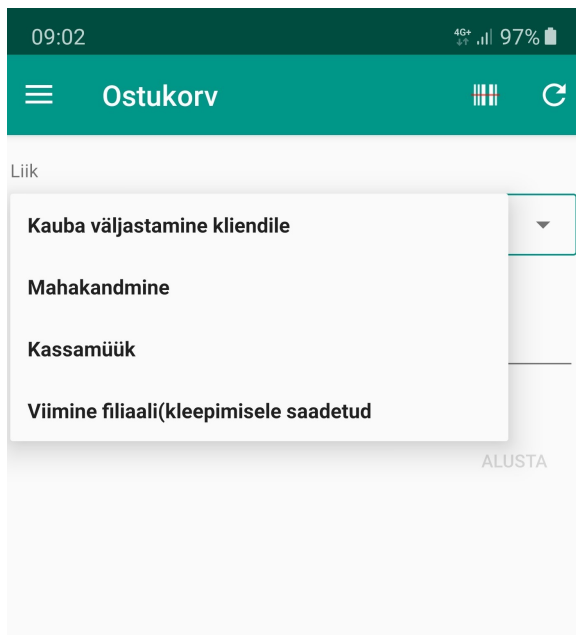 09:02
4G+ 97%
Ostukorv
Liik
Kauba väljastamine kliendile
Mahakandmine
Kassamüük
Viimine filiaali(kleepimisele saadetud
ALUSTA